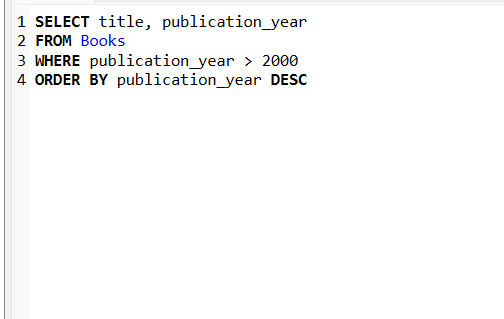 1 SELECT title, publication_year
2 FROM Books
3 WHERE publication_year > 2000
4 ORDER BY publication_year DESC